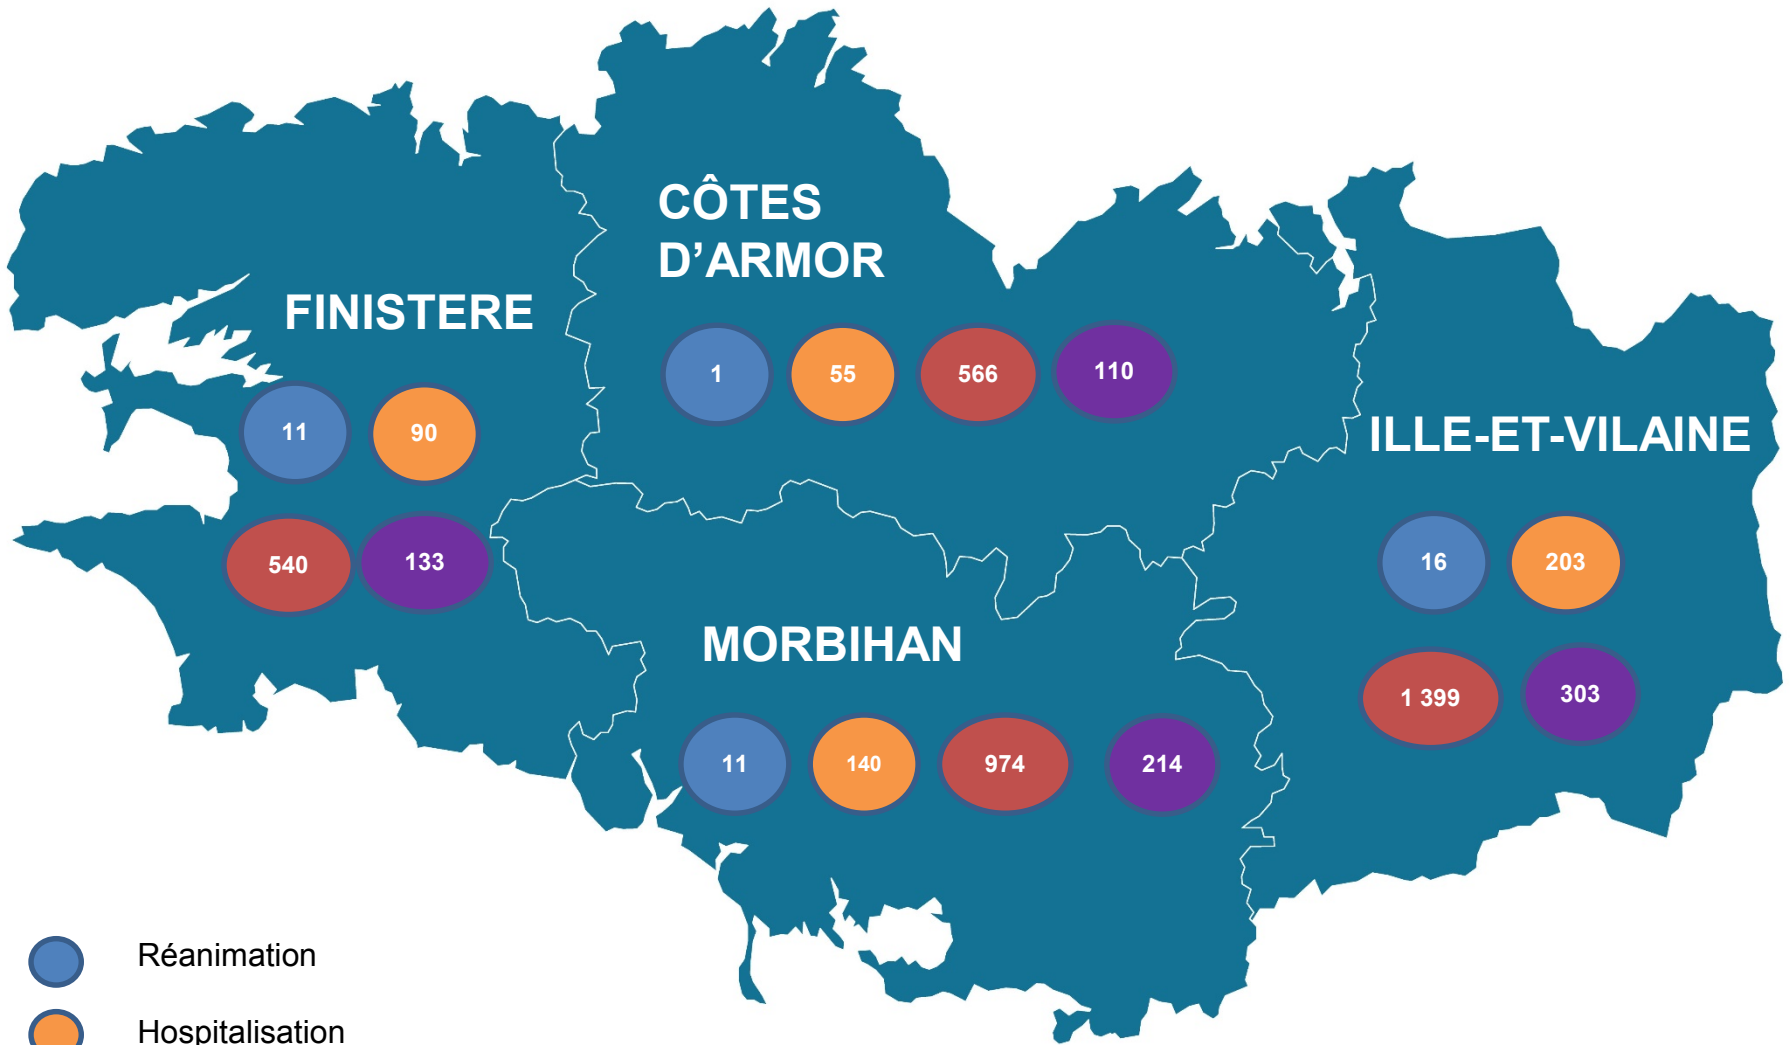 CÔTES
D’ARMOR
1 55 566 110
FINISTERE
11 90
540 133
ILLE-ET-VILAINE
16 203
1 399 303
MORBIHAN
11 140 974 214
Réanimation
Hospitalisation